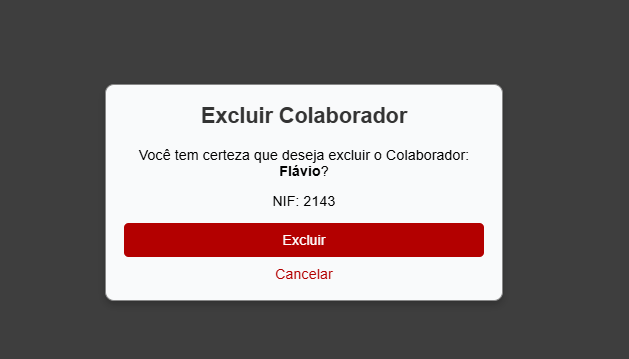 Excluir Colaborador
Você tem certeza que deseja excluir o Colaborador:
Flávio?
NIF: 2143
Excluir
Cancelar